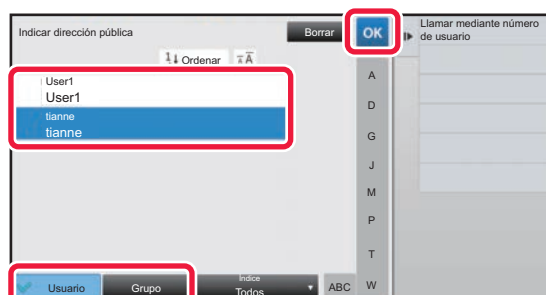 Indicar dirección pública
Borrar
OK
Llamar mediante número
de usuario
Ordenar
A A
User1
User1
tianne
tianne
A
D
G
J
M
P
T
W
Usuario
Grupo
Índice
Todos
ABC